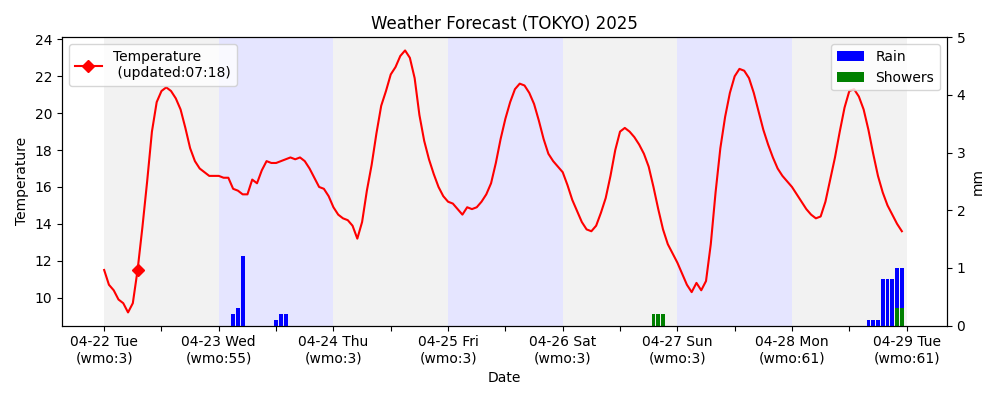 Weather Forecast (TOKYO) 2025
Temperature
(updated:07:18)
Rain
Showers
24
22
20
18
16
14
12
10
Temperature
5
4
3
2
1
0
mm
04-22 Tue
(wmo:3)
04-23 Wed
(wmo:55)
04-24 Thu
(wmo:3)
04-25 Fri
(wmo:3)
04-26 Sat
(wmo:3)
04-27 Sun
(wmo:3)
04-28 Mon
(wmo:61)
04-29 Tue
(wmo:61)
Date